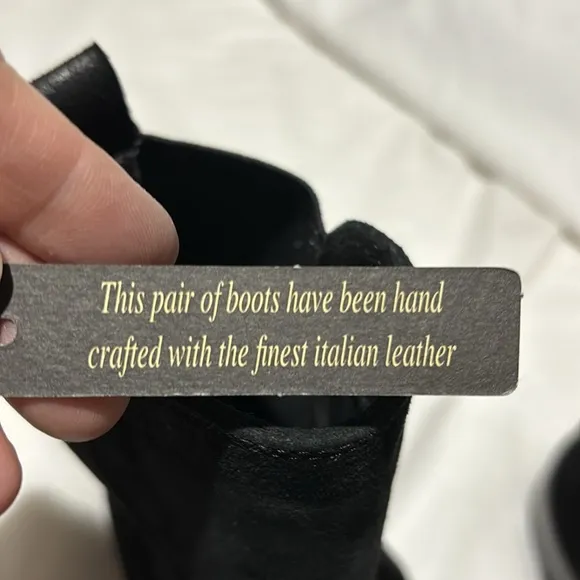 This pair of boots have been hand
crafted with the finest italian leather